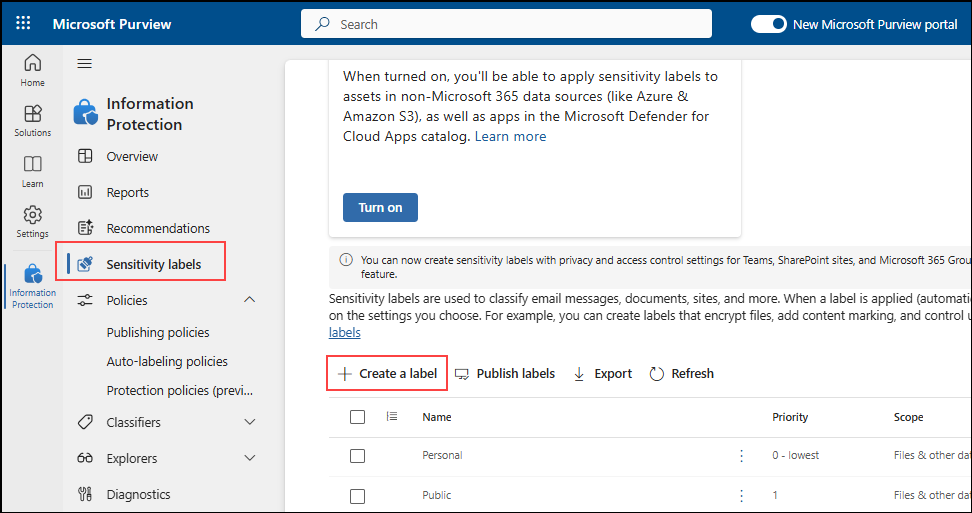 Microsoft Purview
Search
New Microsoft Purview portal
Home
Solutions
Learn
Settings
Information
Protection
Information
Protection
Overview
Reports
Recommendations
Sensitivity labels
Policies
Publishing policies
Auto-labeling policies
Protection policies (previ...
Classifiers
Explorers
Diagnostics
When turned on, you'll be able to apply sensitivity labels to
assets in non-Microsoft 365 data sources (like Azure &
Amazon S3), as well as apps in the Microsoft Defender for
Cloud Apps catalog. Learn more
Turn on
You can now create sensitivity labels with privacy and access control settings for Teams, SharePoint sites, and Microsoft 365 Grou
feature.
Sensitivity labels are used to classify email messages, documents, sites, and more. When a label is applied (automatic
on the settings you choose. For example, you can create labels that encrypt files, add content marking, and control u
labels
Create a label Publish labels Export Refresh
Name Priority Scope
Personal 0 - lowest Files & other dat
Public 1 Files & other dat